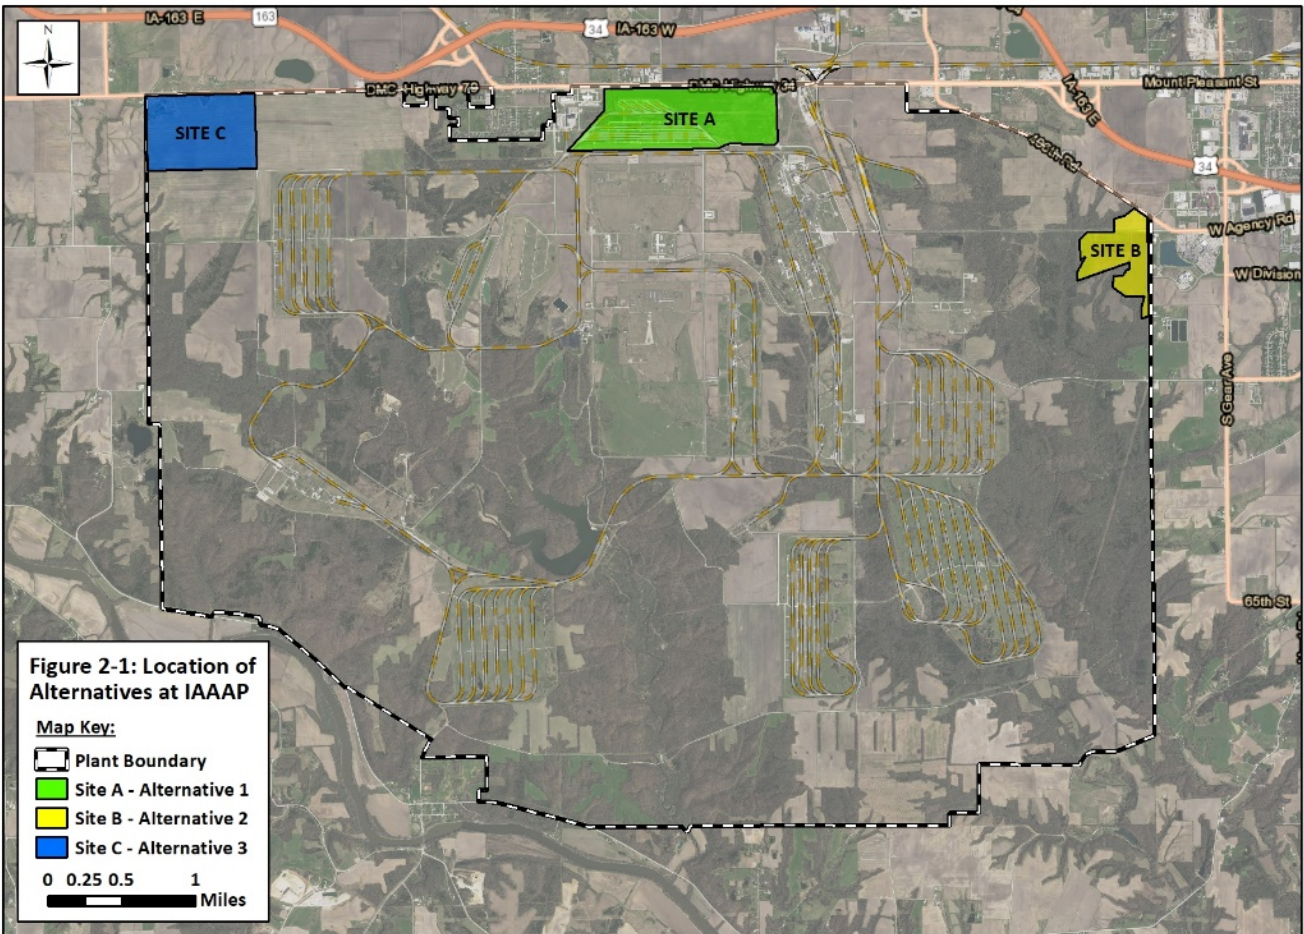 IA-163 E
163
34
IA-163 W
N
DMC-Highway 79
DMC Highway 34
Mount Pleasant St
IA-163 E
SITE C
SITE A
34
W Agency Rd
SITE B
W Division
S Gear Ave
65th St
Figure 2-1: Location of
Alternatives at IAAAP
Map Key:
Plant Boundary
Site A - Alternative 1
Site B - Alternative 2
Site C - Alternative 3
0 0.25 0.5 1
Miles